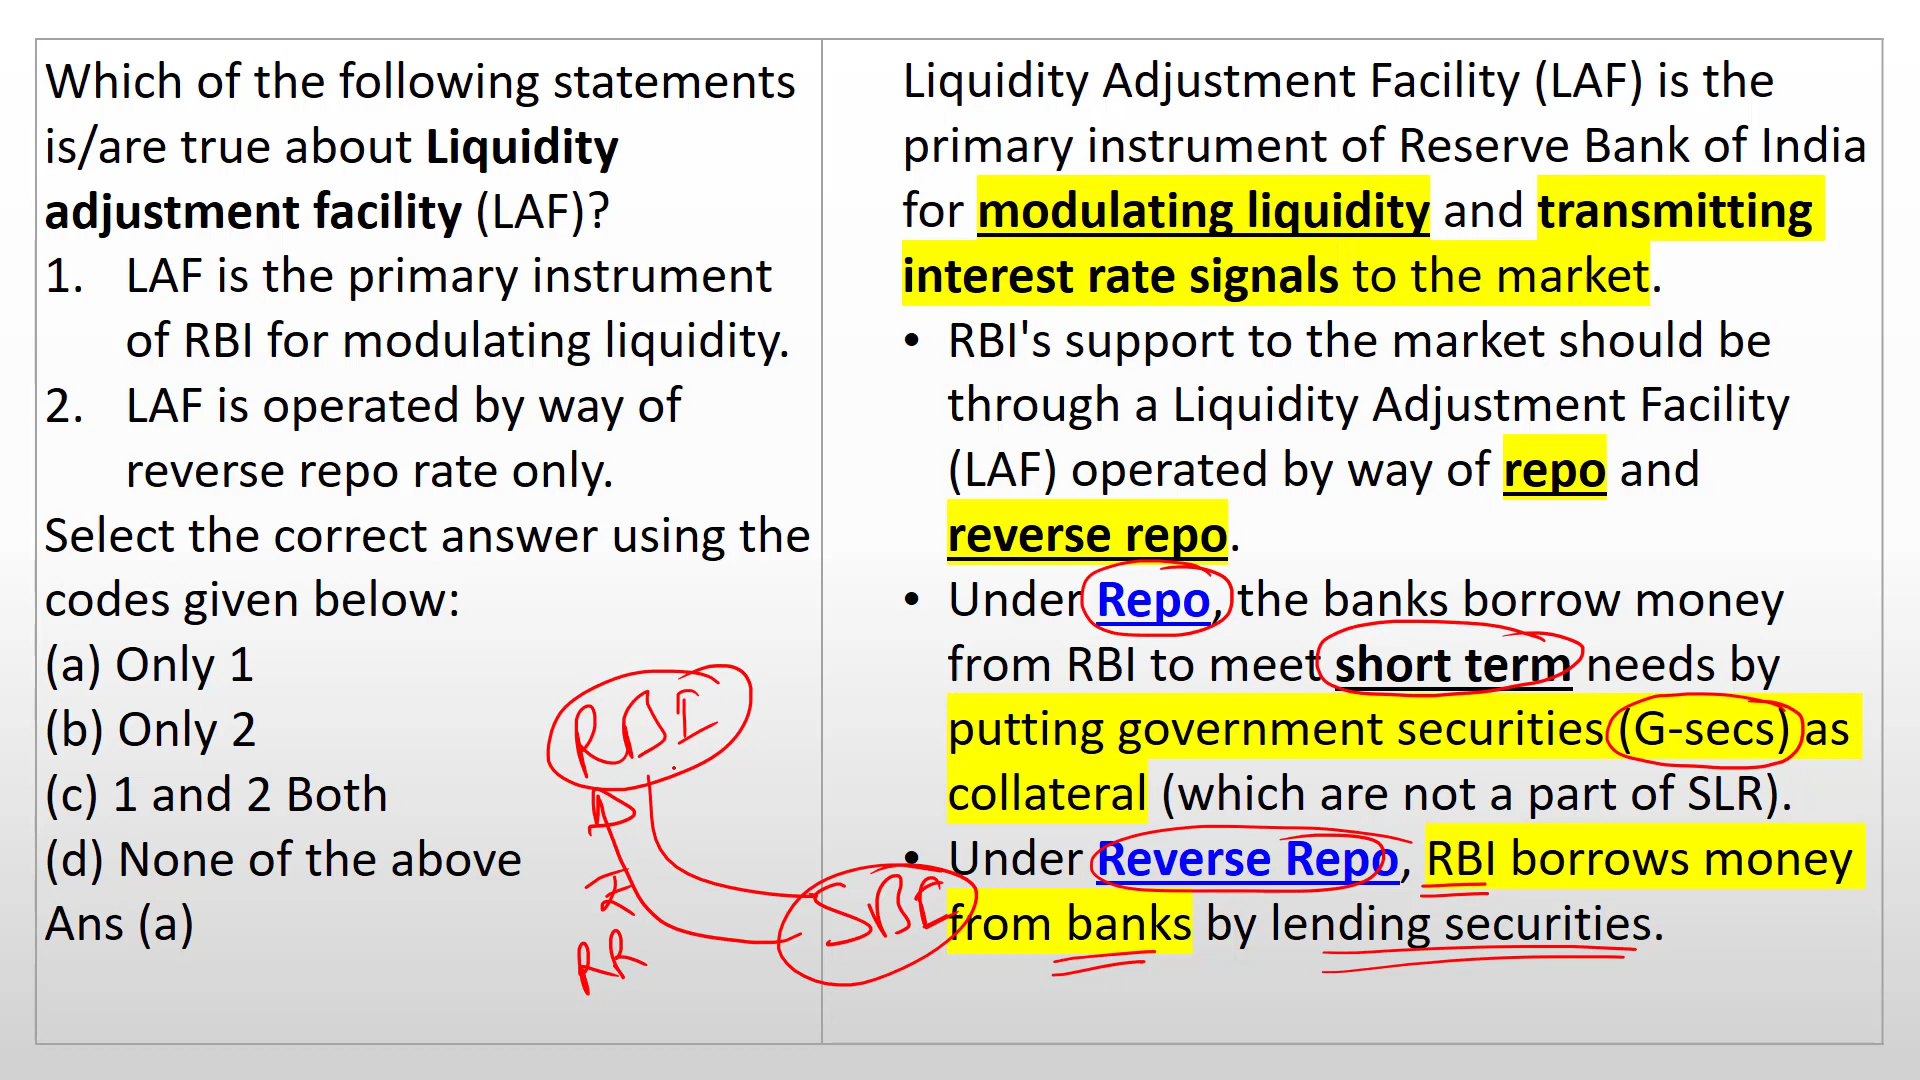 Which of the following statements
is/are true about Liquidity
adjustment facility (LAF)?
1. LAF is the primary instrument
of RBI for modulating liquidity.
2. LAF is operated by way of
reverse repo rate only.
Select the correct answer using the
codes given below:
(a) Only 1
(b) Only 2
(c) 1 and 2 Both
(d) None of the above
Ans (a)
Liquidity Adjustment Facility (LAF) is the
primary instrument of Reserve Bank of India
for modulating liquidity and transmitting
interest rate signals to the market.
• RBI's support to the market should be
through a Liquidity Adjustment Facility
(LAF) operated by way of repo and
reverse repo.
• Under Repo, the banks borrow money
from RBI to meet short term needs by
putting government securities (G-secs) as
collateral (which are not a part of SLR).
• Under Reverse Repo, RBI borrows money
from banks by lending securities.
RBI
RR